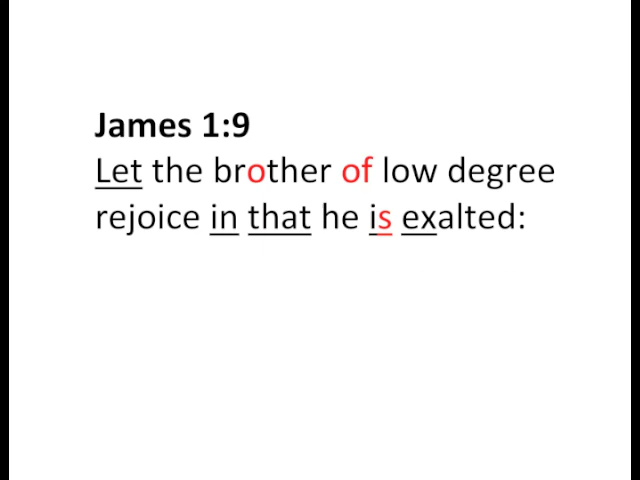 James 1:9
Let the brother of low degree
rejoice in that he is exalted: